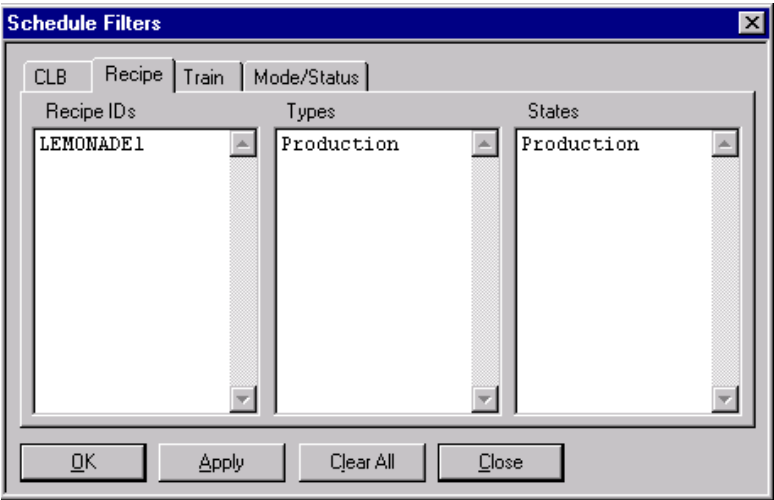 Schedule Filters
CLB Recipe Train Mode/Status
Recipe IDs Types States
LEMONADE1 Production Production
OK Apply Clear All Close